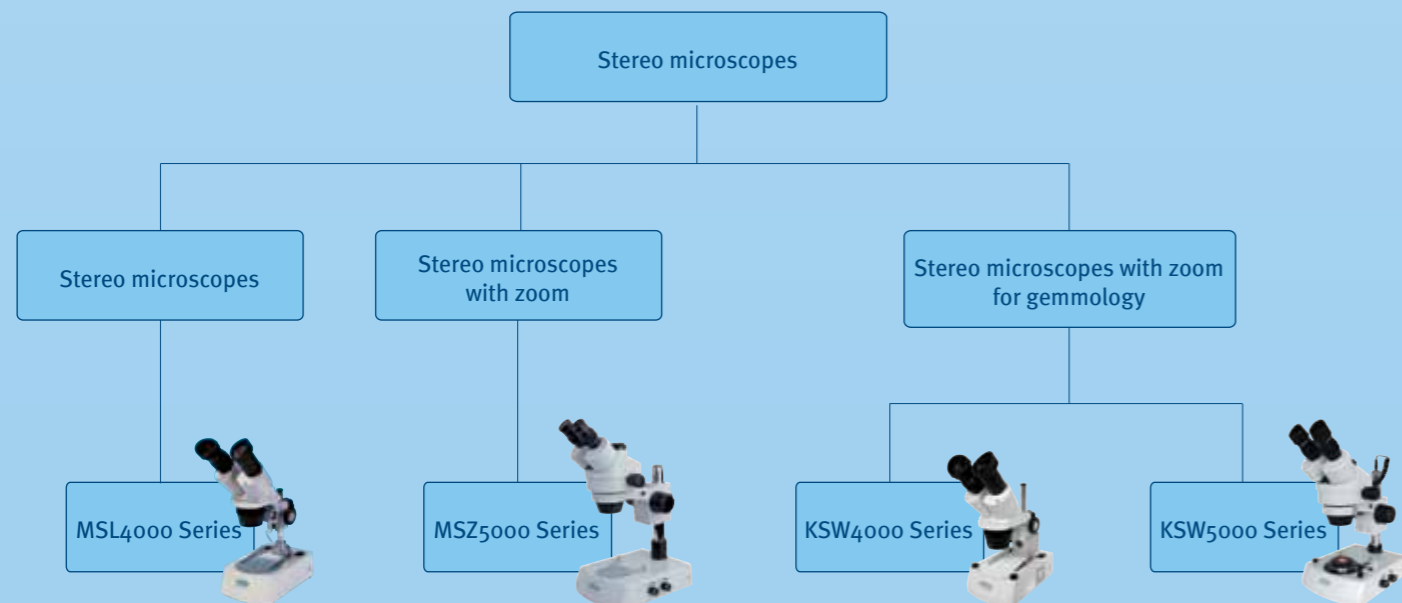 Stereo microscopes
Stereo microscopes
Stereo microscopes
with zoom
Stereo microscopes with zoom
for gemmology
MSL4000 Series
MSZ5000 Series
KSW4000 Series
KSW5000 Series